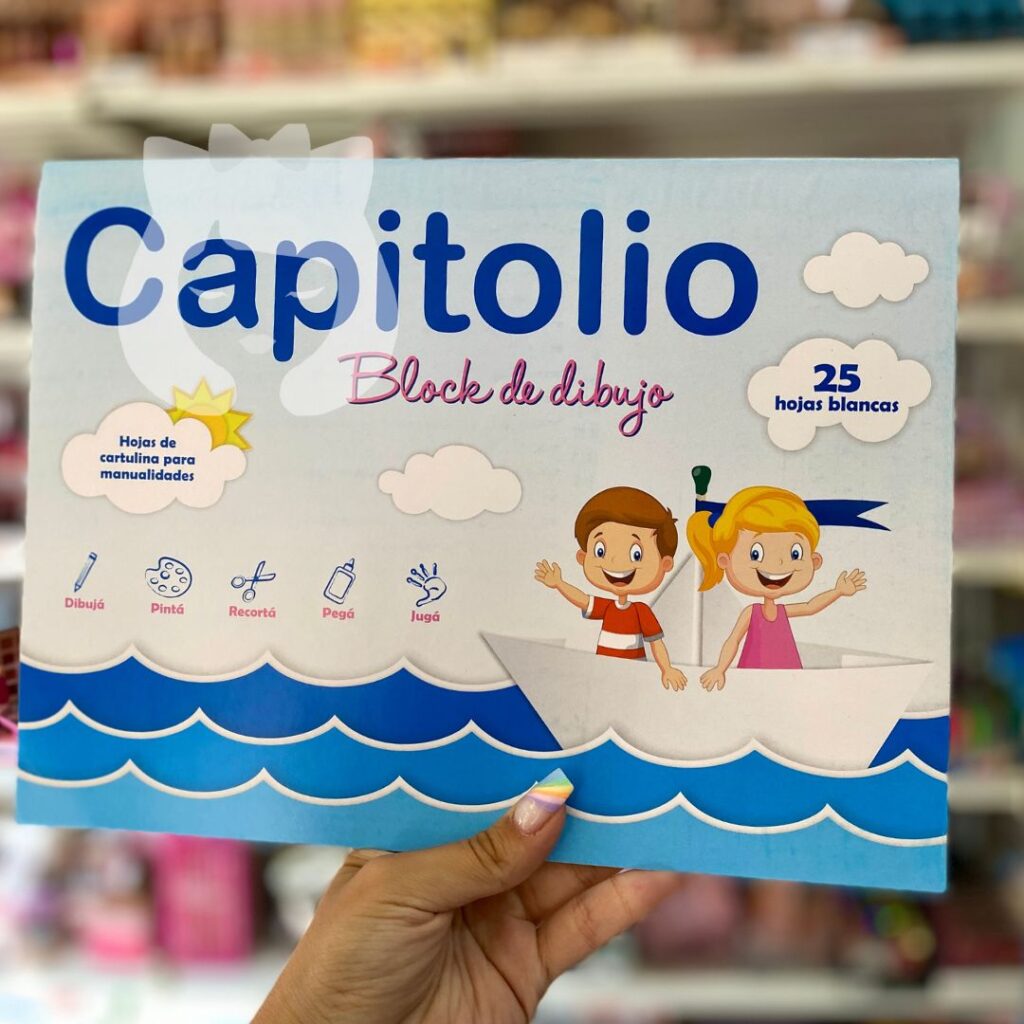 Capitolio
Block de dibujo
25
hojas blancas
Hojas de
cartulina para
manualidades
Dibujá
Pintá
Recortá
Pegá
Jugá